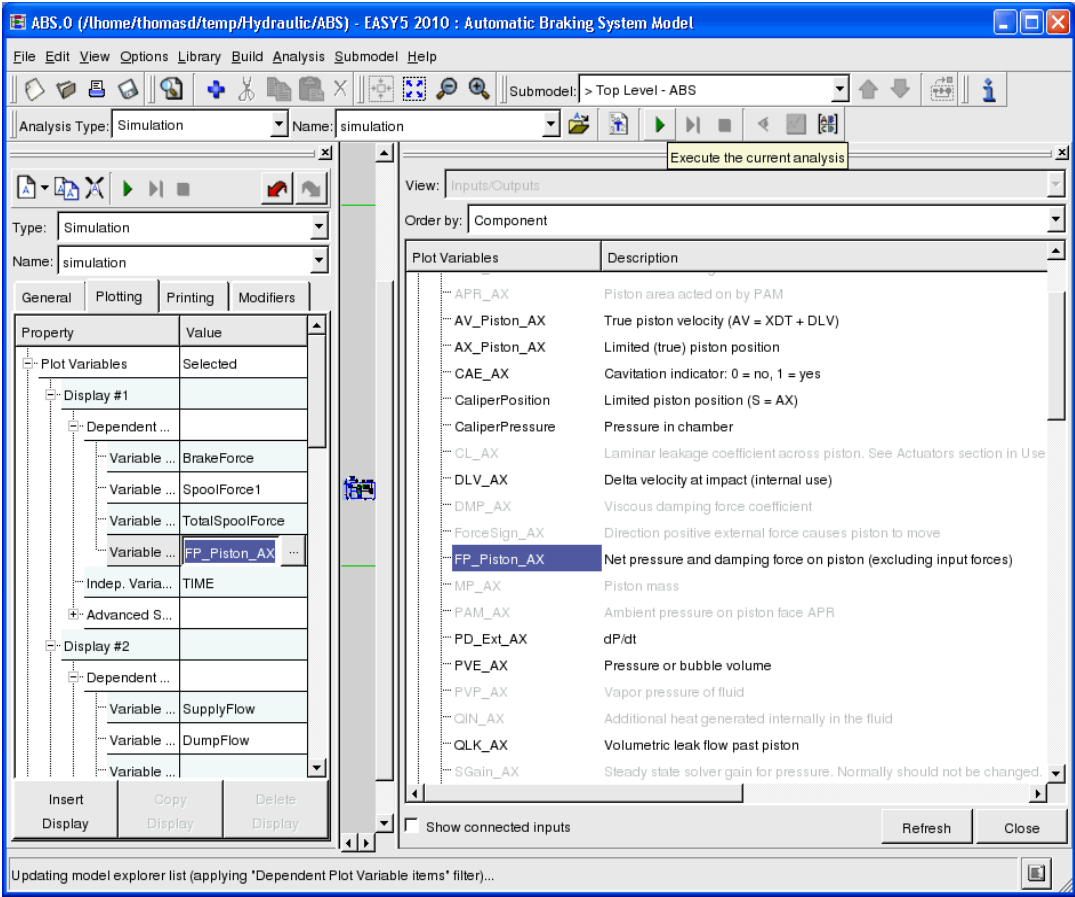 ABS.0 (/lhome/thomasd/temp/Hydraulic/ABS) - EASY5 2010 : Automatic Braking System Model
File Edit View Options Library Build Analysis Submodel Help
Submodel: > Top Level - ABS
Analysis Type: Simulation Name: simulation
Execute the current analysis
Type: Simulation
Name: simulation
General Plotting Printing Modifiers
Property Value
Plot Variables Selected
Display #1
Dependent ...
Variable ... BrakeForce
Variable ... SpoolForce1
Variable ... TotalSpoolForce
Variable ... FP_Piston_AX ...
Indep. Varia... TIME
Advanced S...
Display #2
Dependent ...
Variable ... SupplyFlow
Variable ... DumpFlow
Variable ...
Insert Display
Copy Display
Delete Display
View: Inputs/Outputs
Order by: Component
Plot Variables Description
APR_AX Piston area acted on by PAM
AV_Piston_AX True piston velocity (AV = XDT + DLV)
AX_Piston_AX Limited (true) piston position
CAE_AX Cavitation indicator: 0 = no, 1 = yes
CaliperPosition Limited piston position (S = AX)
CaliperPressure Pressure in chamber
CL_AX Laminar leakage coefficient across piston. See Actuators section in Use
DLV_AX Delta velocity at impact (internal use)
DMP_AX Viscous damping force coefficient
ForceSign_AX Direction positive external force causes piston to move
FP_Piston_AX Net pressure and damping force on piston (excluding input forces)
MP_AX Piston mass
PAM_AX Ambient pressure on piston face APR
PD_Ext_AX dP/dt
PVE_AX Pressure or bubble volume
PVP_AX Vapor pressure of fluid
QIN_AX Additional heat generated internally in the fluid
QLK_AX Volumetric leak flow past piston
SGain_AX Steady state solver gain for pressure. Normally should not be changed.
Show connected inputs Refresh Close
Updating model explorer list (applying "Dependent Plot Variable items" filter)...